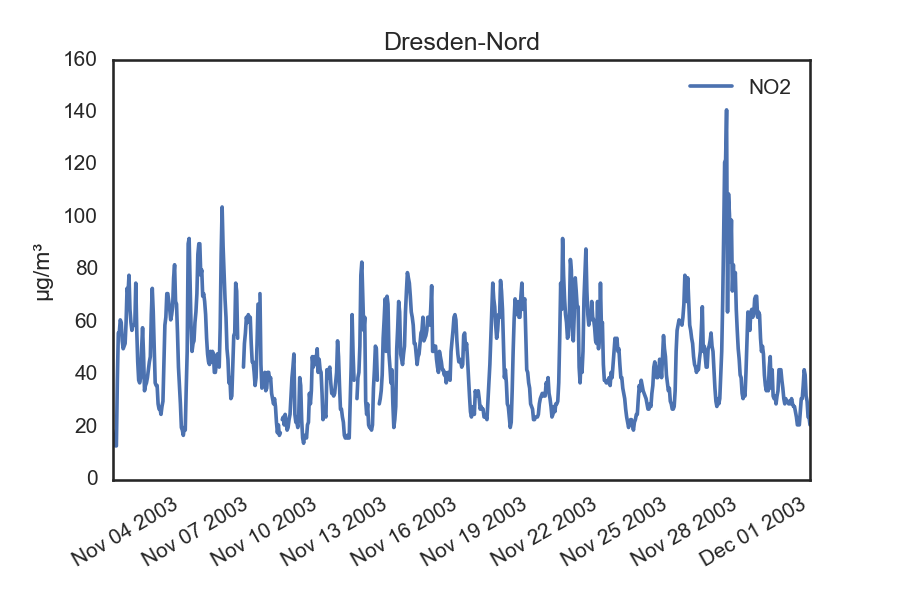 Dresden-Nord
NO2
µg/m³
160
140
120
100
80
60
40
20
0
Nov 04 2003
Nov 07 2003
Nov 10 2003
Nov 13 2003
Nov 16 2003
Nov 19 2003
Nov 22 2003
Nov 25 2003
Nov 28 2003
Dec 01 2003